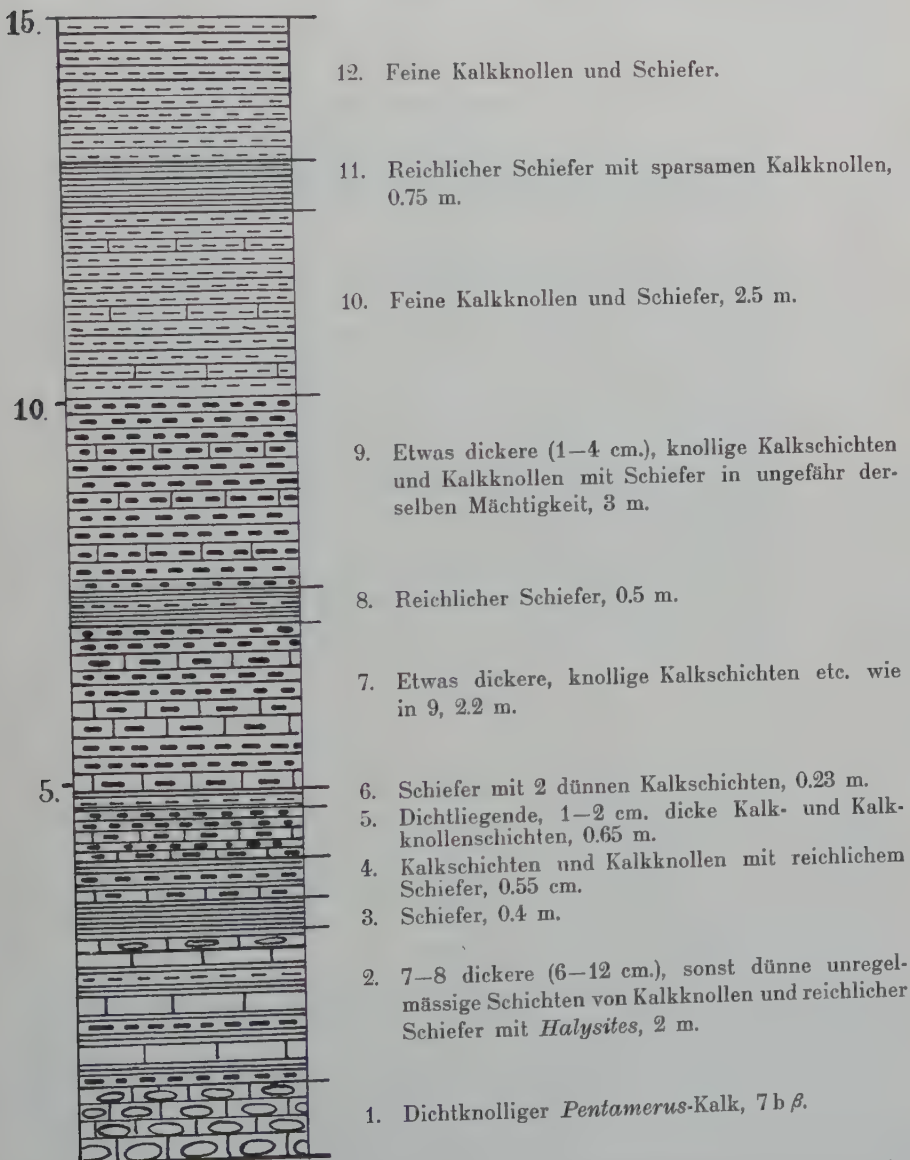 15.
12. Feine Kalkknollen und Schiefer.
11. Reichlicher Schiefer mit sparsamen Kalkknollen,
0.75 m.
10. Feine Kalkknollen und Schiefer, 2.5 m.
10.
9. Etwas dickere (1—4 cm.), knollige Kalkschichten
und Kalkknollen mit Schiefer in ungefähr der-
selben Mächtigkeit, 3 m.
8. Reichlicher Schiefer, 0.5 m.
7. Etwas dickere, knollige Kalkschichten etc. wie
in 9, 2.2 m.
5.
6. Schiefer mit 2 dünnen Kalkschichten, 0.23 m.
5. Dichtliegende, 1—2 cm. dicke Kalk- und Kalk-
knollenschichten, 0.65 m.
4. Kalkschichten und Kalkknollen mit reichlichem
Schiefer, 0.55 cm.
3. Schiefer, 0.4 m.
2. 7—8 dickere (6—12 cm.), sonst dünne unregel-
mässige Schichten von Kalkknollen und reichlicher
Schiefer mit Halysites, 2 m.
1. Dichtknolliger Pentamerus-Kalk, 7 b β.